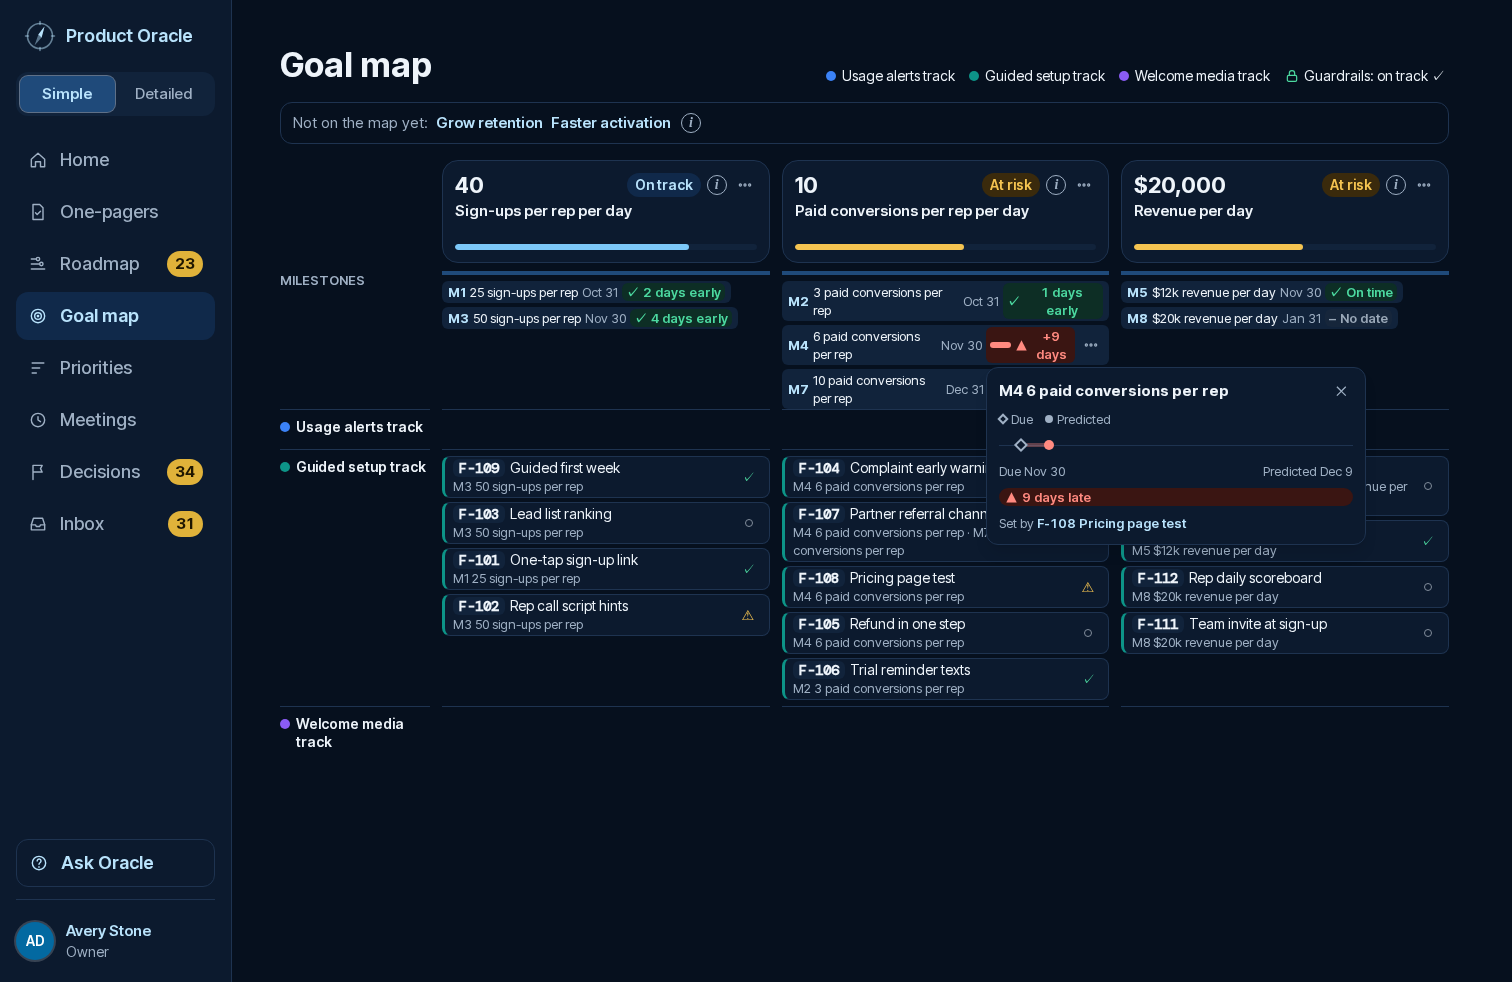 Product Oracle
Simple Detailed
Home
One-pagers
Roadmap 23
Goal map
Priorities
Meetings
Decisions 34
Inbox 31
Ask Oracle
AD
Avery Stone
Owner
Goal map
Usage alerts track Guided setup track Welcome media track Guardrails: on track ✓
Not on the map yet: Grow retention Faster activation i
40 On track i •••
Sign-ups per rep per day
10 At risk i •••
Paid conversions per rep per day
$20,000 At risk i •••
Revenue per day
MILESTONES
M1 25 sign-ups per rep Oct 31 ✓ 2 days early
M3 50 sign-ups per rep Nov 30 ✓ 4 days early
M2 3 paid conversions per
rep Oct 31 ✓ 1 days
early
M4 6 paid conversions
per rep Nov 30 ▲ +9
days •••
M7 10 paid conversions
per rep Dec 31
M5 $12k revenue per day Nov 30 ✓ On time
M8 $20k revenue per day Jan 31 – No date
M4 6 paid conversions per rep
Due Predicted
Due Nov 30 Predicted Dec 9
▲ 9 days late
Set by F-108 Pricing page test
Usage alerts track
Guided setup track
F-109 Guided first week
M3 50 sign-ups per rep ✓
F-103 Lead list ranking
M3 50 sign-ups per rep ○
F-101 One-tap sign-up link
M1 25 sign-ups per rep ✓
F-102 Rep call script hints
M3 50 sign-ups per rep ⚠
F-104 Complaint early
M4 6 paid conversions per rep
F-107 Partner referral
M4 6 paid conversions per rep ·
conversions per rep
F-108 Pricing page test
M4 6 paid conversions per rep ⚠
F-105 Refund in one step
M4 6 paid conversions per rep ○
F-106 Trial reminder texts
M2 3 paid conversions per rep ✓
per ○
M5 $12k revenue per day ✓
F-112 Rep daily scoreboard
M8 $20k revenue per day ○
F-111 Team invite at sign-up
M8 $20k revenue per day ○
Welcome media
track